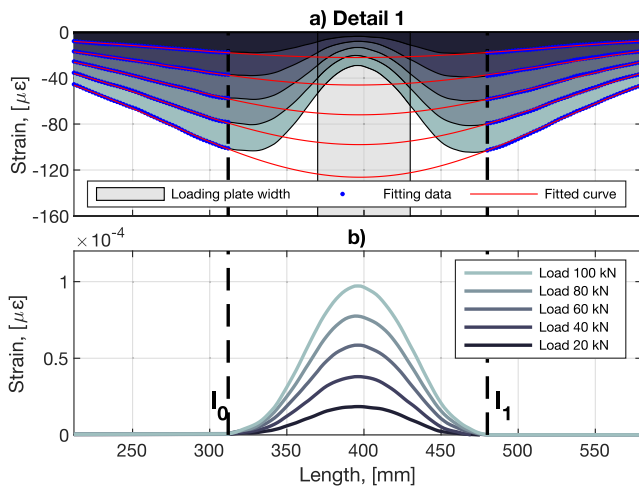 a) Detail 1
0
-40
-80
-120
-160
Strain, [με]
Loading plate width
Fitting data
Fitted curve
b)
×10⁻⁴
1
0.5
0
Strain, [με]
Load 100 kN
Load 80 kN
Load 60 kN
Load 40 kN
Load 20 kN
l₀
l₁
250 300 350 400 450 500 550
Length, [mm]